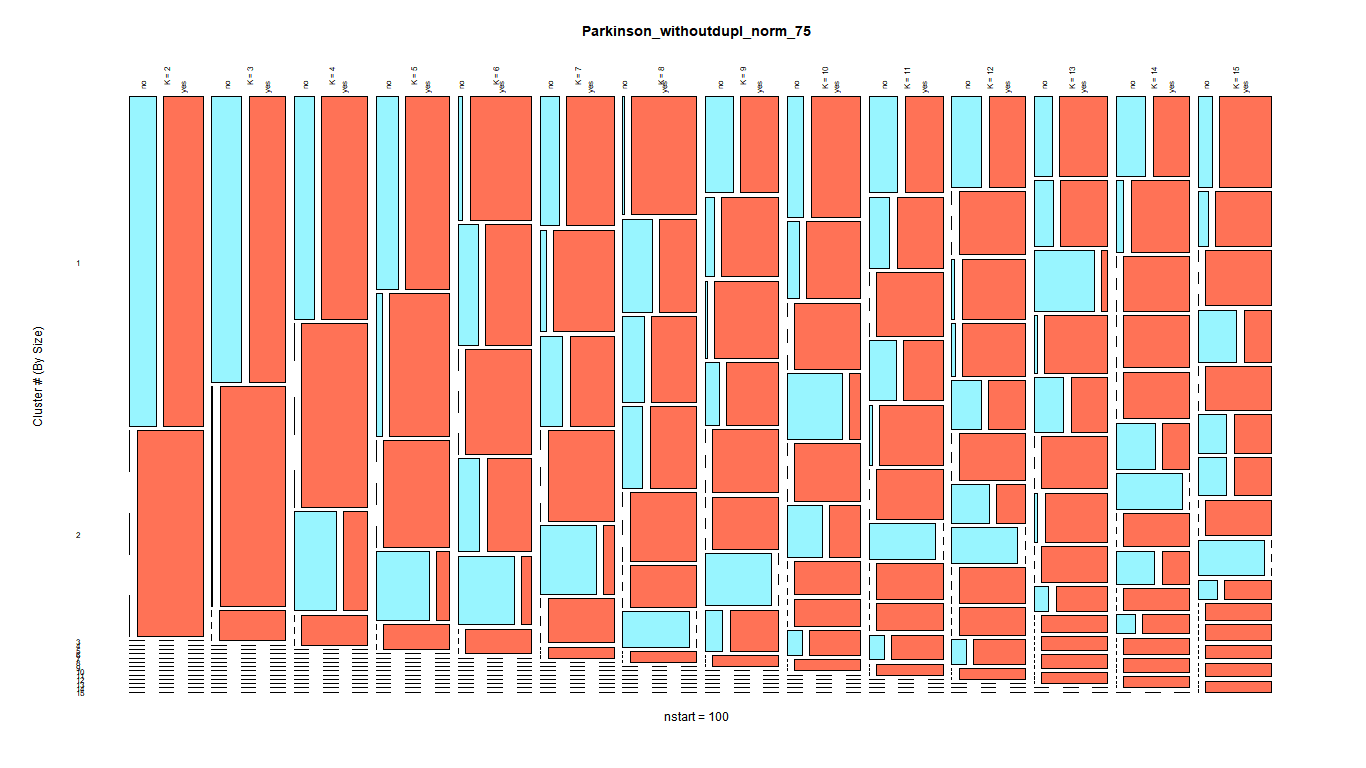 Parkinson_withoutdupl_norm_75
no K = 2 yes no K = 3 yes no K = 4 yes no K = 5 yes no K = 6 yes no K = 7 yes no K = 8 yes no K = 9 yes no K = 10 yes no K = 11 yes no K = 12 yes no K = 13 yes no K = 14 yes no K = 15 yes
1
Cluster # (By Size)
2
15
nstart = 100